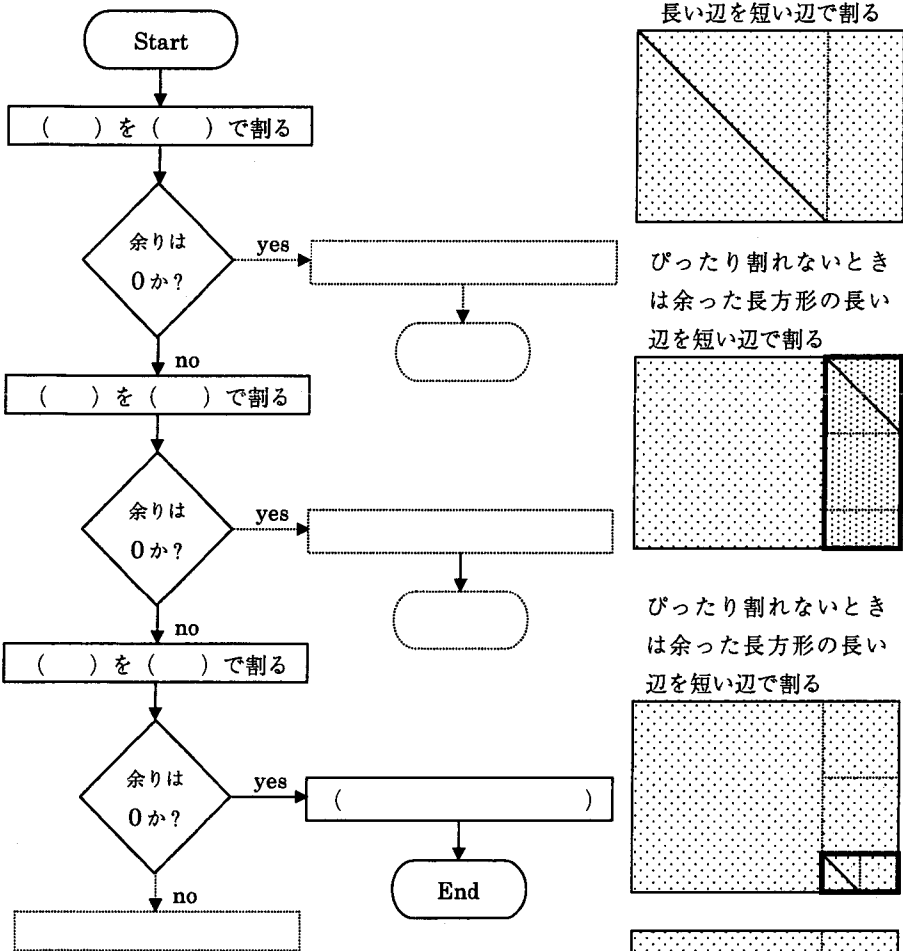 長い辺を短い辺で割る
Start
(　　) を (　　) で割る
余りは
0か?
yes
no
ぴったり割れないとき
は余った長方形の長い
辺を短い辺で割る
(　　) を (　　) で割る
余りは
0か?
yes
no
ぴったり割れないとき
は余った長方形の長い
辺を短い辺で割る
(　　) を (　　) で割る
余りは
0か?
yes
(　　　　　　　　)
End
no